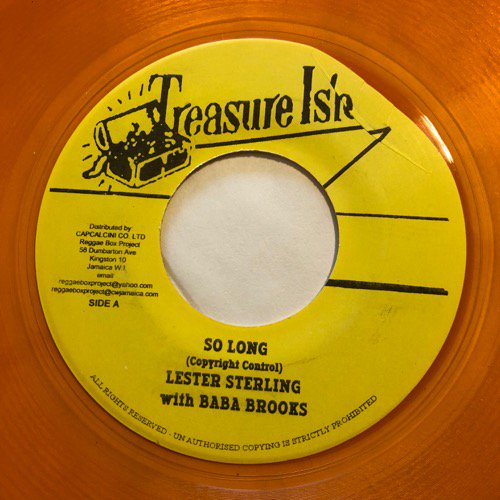 Treasure Isle
Distributed by:
CAPCALCINI CO. LTD
Reggae Box Project
58 Dumbarton Ave
Kingston 10
Jamaica W.I.
email:
reggaeboxproject@yahoo.com
reggaeboxproject@cwjamaica.com
SIDE A
SO LONG
(Copyright Control)
LESTER STERLING
with BABA BROOKS
ALL RIGHTS RESERVED - UN AUTHORISED COPYING IS STRICTLY PROHIBITED